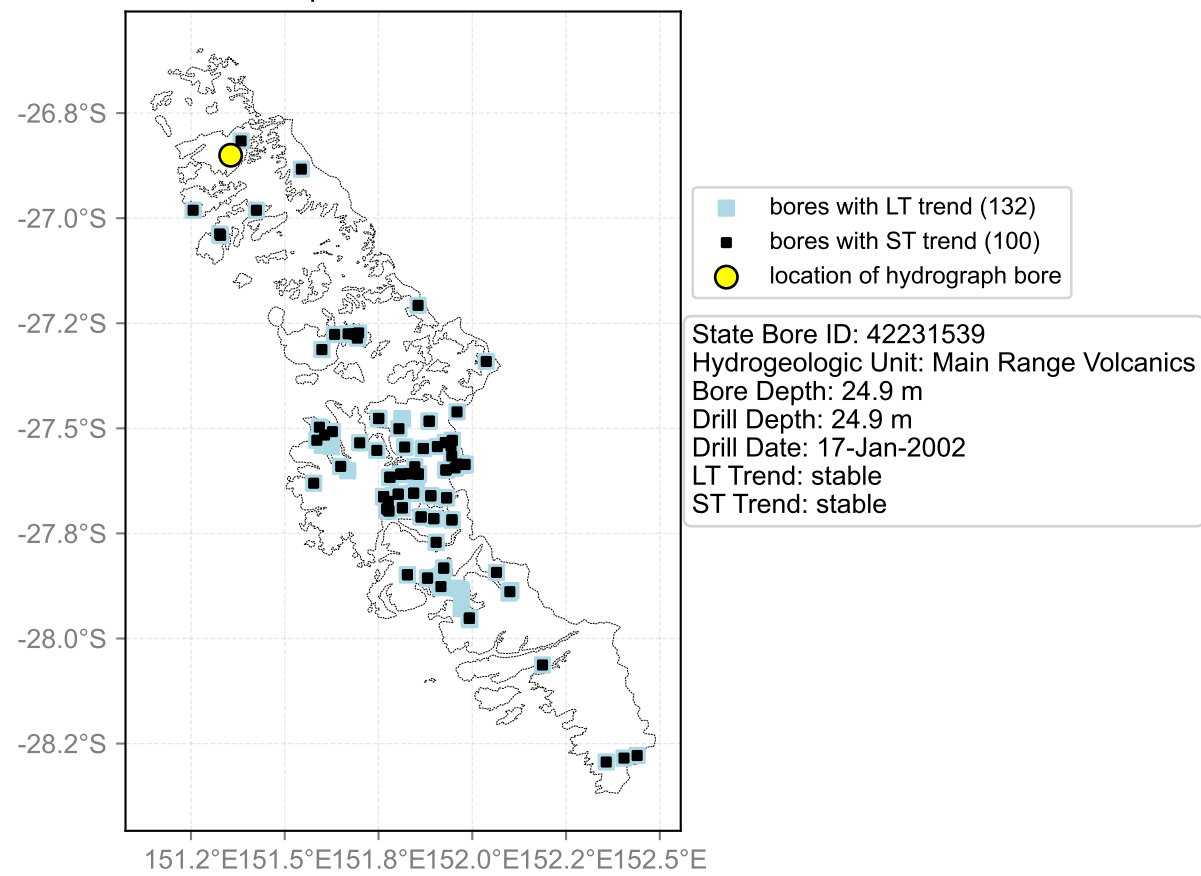 -26.8°S
-27.0°S
-27.2°S
-27.5°S
-27.8°S
-28.0°S
-28.2°S
151.2°E151.5°E151.8°E152.0°E152.2°E152.5°E
bores with LT trend (132)
bores with ST trend (100)
location of hydrograph bore
State Bore ID: 42231539
Hydrogeologic Unit: Main Range Volcanics
Bore Depth: 24.9 m
Drill Depth: 24.9 m
Drill Date: 17-Jan-2002
LT Trend: stable
ST Trend: stable